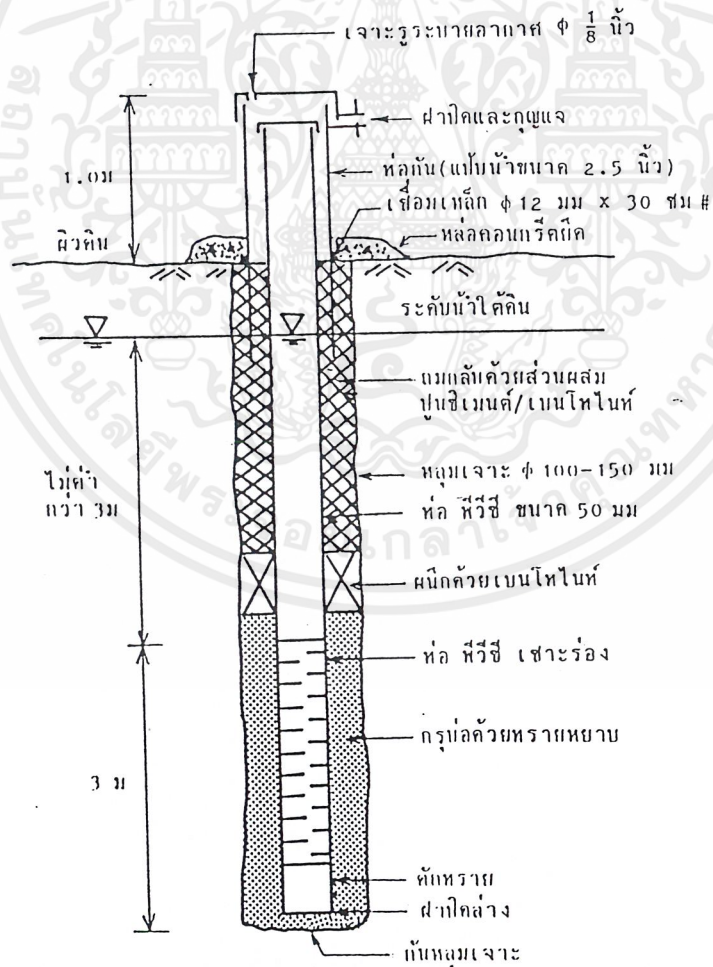 เจาะรูระบายอากาศ ф 1/8 นิ้ว
ฝาปิดและกุญแจ
1.0ม
ท่อกัน(แป๊บน้ำขนาด 2.5 นิ้ว)
เชื่อมเหล็ก ф 12 มม x 30 ซม #
ผิวดิน
หล่อคอนกรีตยึด
ระดับน้ำใต้ดิน
ถมกลับด้วยส่วนผสม
ปูนซิเมนต์/เบนโทไนท์
ไม่ต่ำ
กว่า 3ม
หลุมเจาะ ф 100-150 มม
ท่อ พีวีซี ขนาด 50 มม
ผนึกด้วยเบนโทไนท์
ท่อ พีวีซี เซาะร่อง
กรุบ่อด้วยทรายหยาบ
3 ม
ดักทราย
ฝาปิดล่าง
ก้นหลุมเจาะ